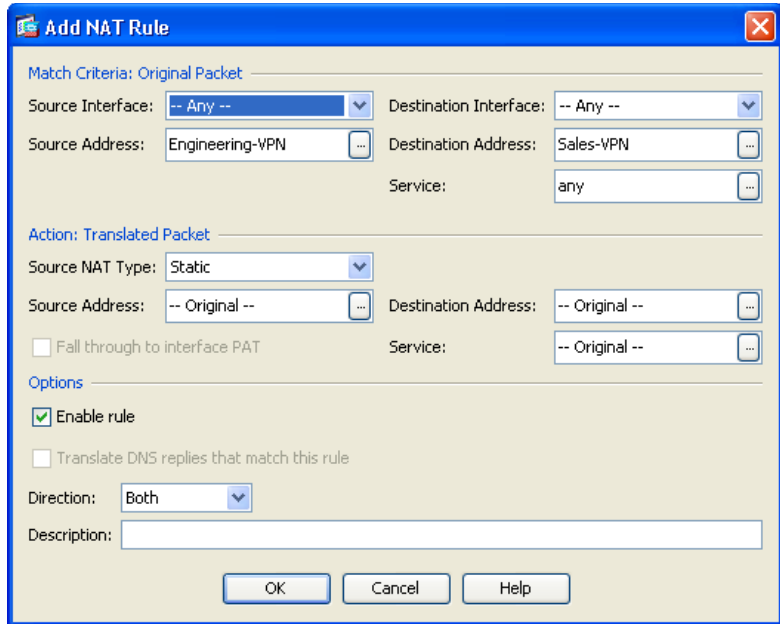 Add NAT Rule
Match Criteria: Original Packet
Source Interface: -- Any -- Destination Interface: -- Any --
Source Address: Engineering-VPN ... Destination Address: Sales-VPN ...
Service: any ...
Action: Translated Packet
Source NAT Type: Static
Source Address: -- Original -- ... Destination Address: -- Original -- ...
Fall through to interface PAT Service: -- Original -- ...
Options
Enable rule
Translate DNS replies that match this rule
Direction: Both
Description:
OK Cancel Help